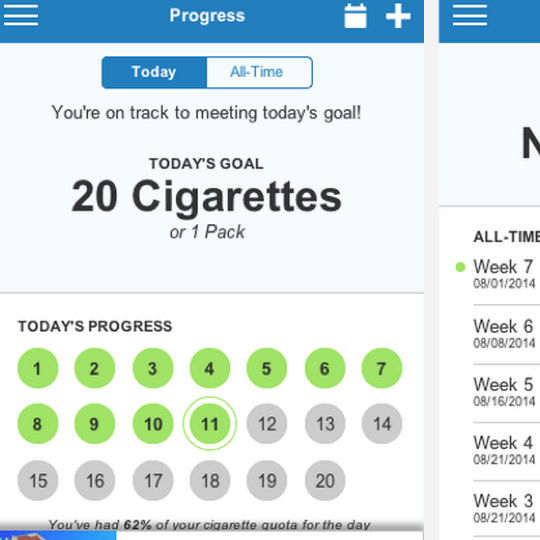 Progress
Today
All-Time
You're on track to meeting today's goal!
TODAY'S GOAL
20 Cigarettes
or 1 Pack
TODAY'S PROGRESS
1 2 3 4 5 6 7
8 9 10 11 12 13 14
15 16 17 18 19 20
You've had 62% of your cigarette quota for the day
N
ALL-TIME
Week 7
08/01/2014
Week 6
08/08/2014
Week 5
08/16/2014
Week 4
08/21/2014
Week 3
08/21/2014